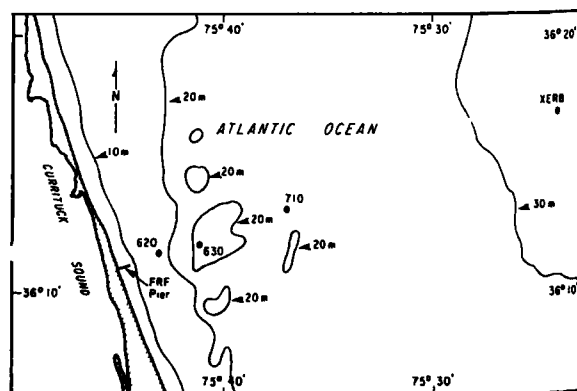 75° 40'
75° 30'
36° 20'
XERB
N
20m
ATLANTIC OCEAN
10m
20m
CURRITUCK
SOUND
20m
710
30m
620
630
20m
FRF
Pier
36° 10'
20m
36° 10'
75° 40'
75° 30'